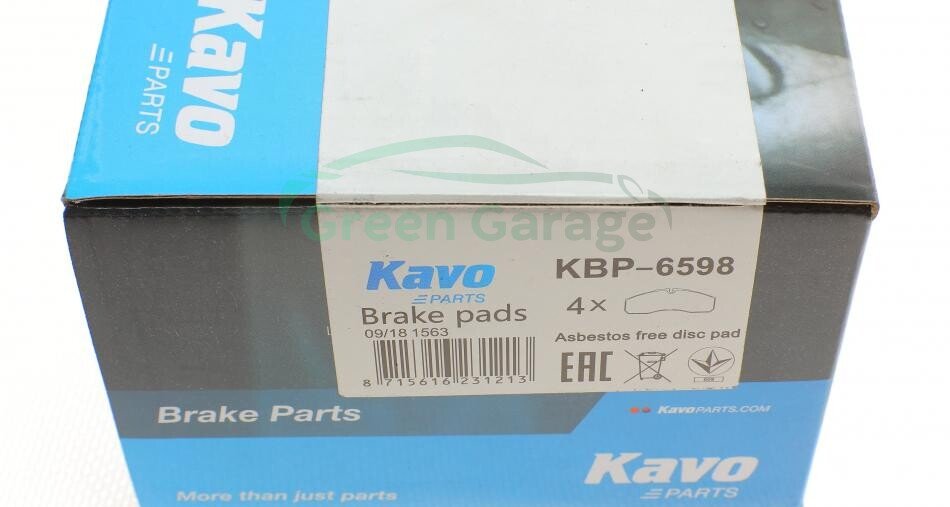 Kavo
PARTS
Green Garage
Kavo
PARTS
KBP-6598
Brake pads
4×
09/18 1563
Asbestos free disc pad
8 715616 231213
EAC
Brake Parts
KavoPARTS.COM
Kavo
PARTS
More than just parts